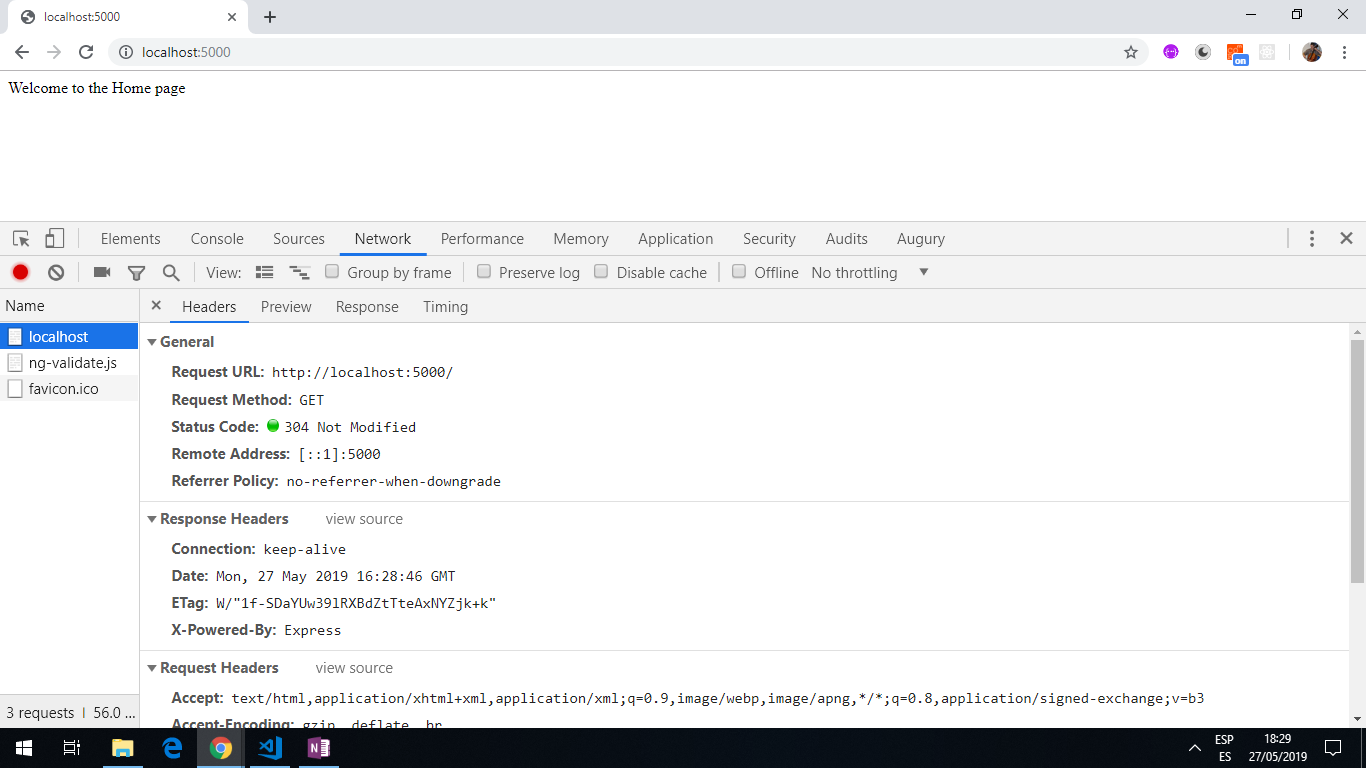 localhost:5000
localhost:5000
on
Welcome to the Home page
Elements Console Sources Network Performance Memory Application Security Audits Augury
View: Group by frame Preserve log Disable cache Offline No throttling
Name
Headers Preview Response Timing
localhost
ng-validate.js
favicon.ico
General
Request URL: http://localhost:5000/
Request Method: GET
Status Code: 304 Not Modified
Remote Address: [::1]:5000
Referrer Policy: no-referrer-when-downgrade
Response Headers view source
Connection: keep-alive
Date: Mon, 27 May 2019 16:28:46 GMT
ETag: W/"1f-SDaYUw39lRXBdZtTteAxNYZjk+k"
X-Powered-By: Express
Request Headers view source
Accept: text/html,application/xhtml+xml,application/xml;q=0.9,image/webp,image/apng,*/*;q=0.8,application/signed-exchange;v=b3
Accept-Encoding: gzip, deflate, br
3 requests 56.0 ...
ESP
ES
18:29
27/05/2019